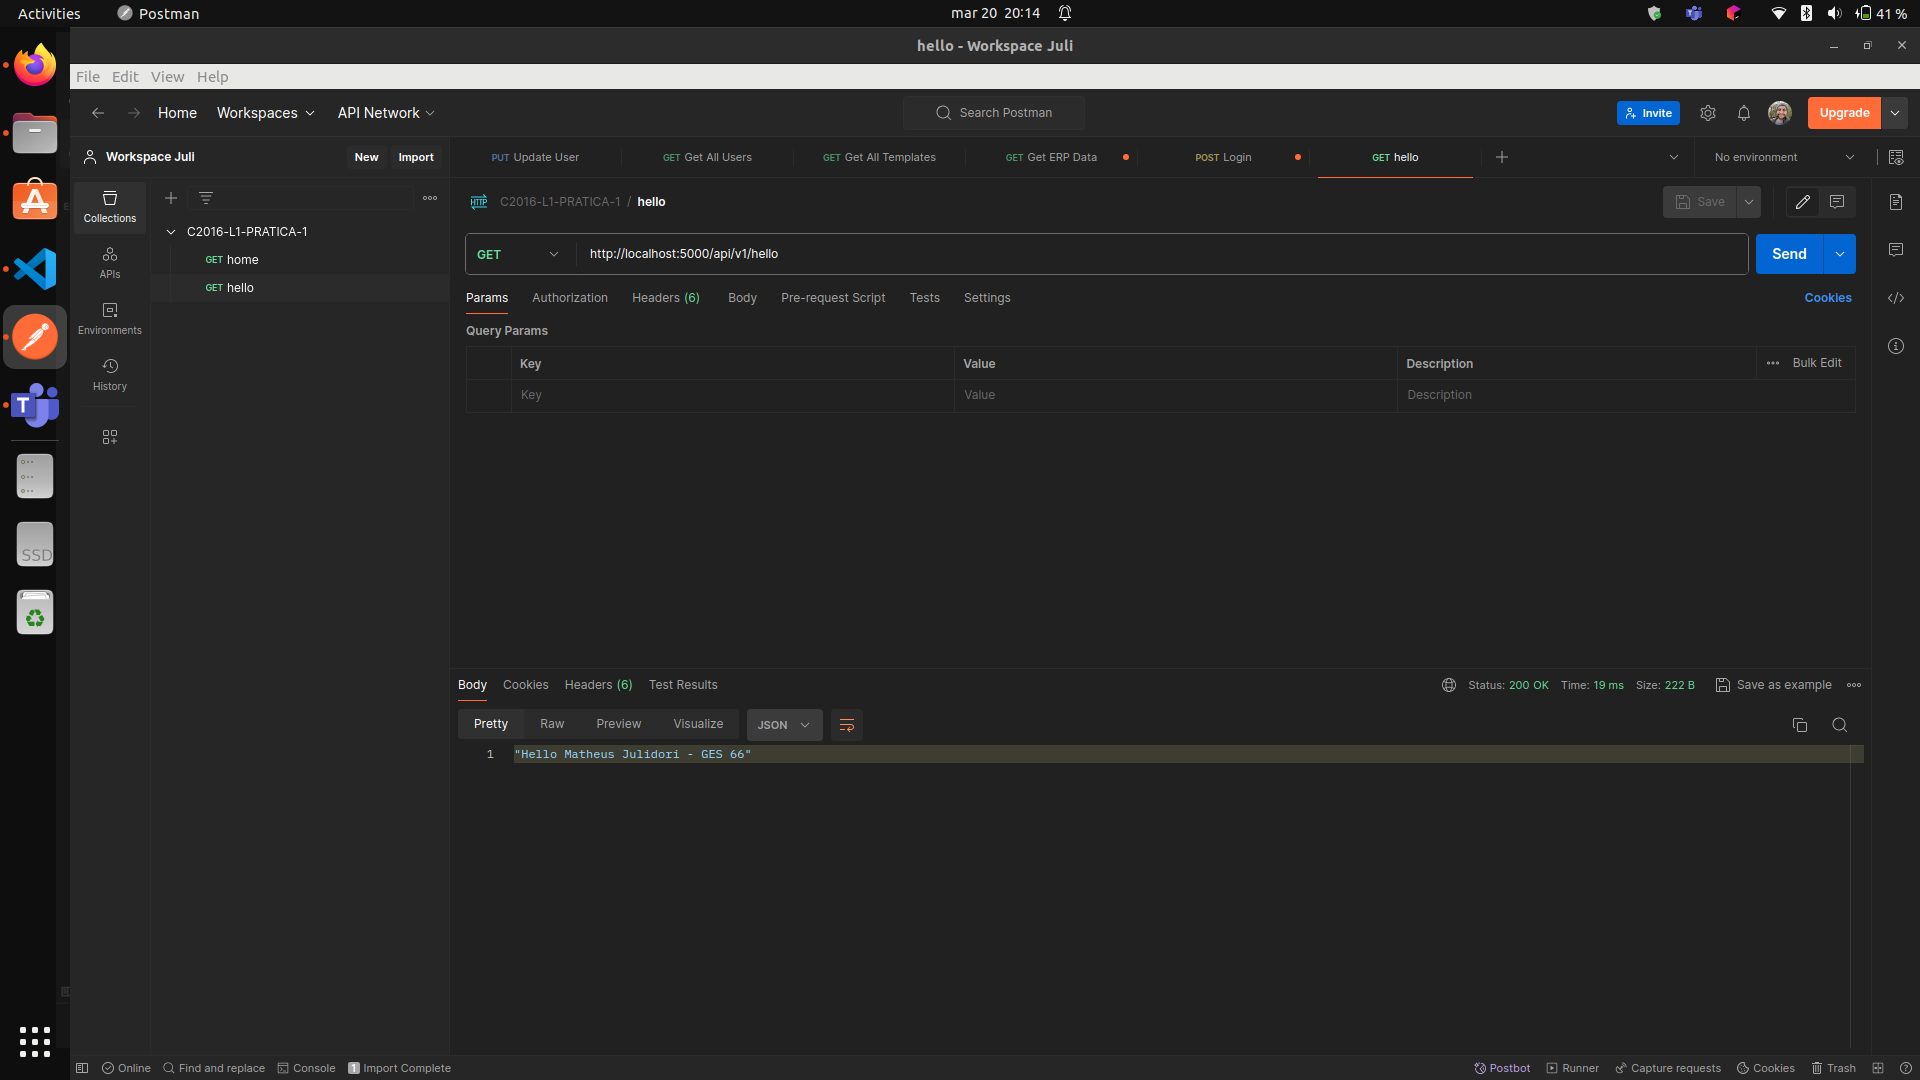 Activities Postman mar 20 20:14 41 %
hello - Workspace Juli
File Edit View Help
Home Workspaces API Network Search Postman Invite Upgrade
Workspace Juli New Import PUT Update User GET Get All Users GET Get All Templates GET Get ERP Data POST Login GET hello No environment
Collections
APIs
Environments
History
C2016-L1-PRATICA-1
GET home
GET hello
HTTP C2016-L1-PRATICA-1 / hello Save
GET http://localhost:5000/api/v1/hello Send
Params Authorization Headers (6) Body Pre-request Script Tests Settings Cookies
Query Params
Key Value Description Bulk Edit
Key Value Description
Body Cookies Headers (6) Test Results Status: 200 OK Time: 19 ms Size: 222 B Save as example
Pretty Raw Preview Visualize JSON
1 "Hello Matheus Julidori - GES 66"
SSD
Online Find and replace Console 1 Import Complete Postbot Runner Capture requests Cookies Trash